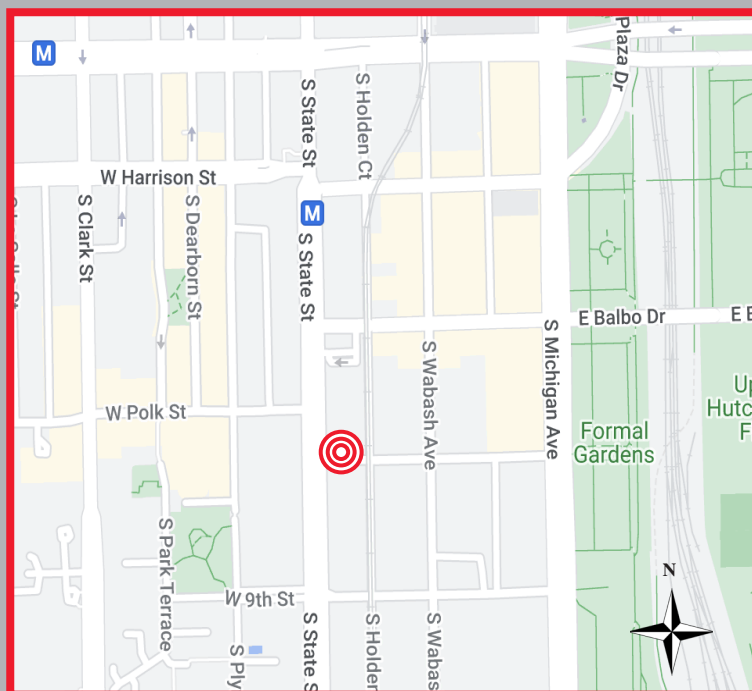 Plaza Dr
M
S State St
S Holden Ct
W Harrison St
S Clark St
S Dearborn St
M
S State St
E Balbo Dr
S Michigan Ave
S Wabash Ave
W Polk St
Formal
Gardens
N
S Park Terrace
W 9th St
S State S
S Holden
S Wabas
S Ply